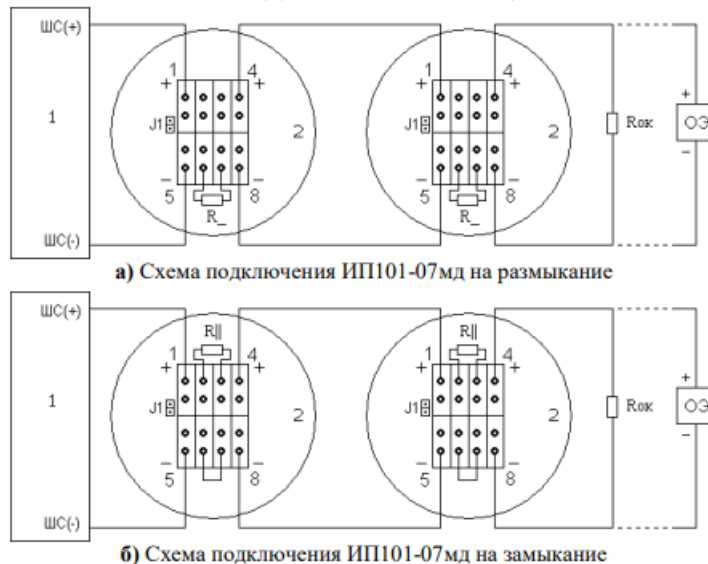 ШС(+)
1
ШС(-)
1 4
+ +
J1
2
− −
5 8
R_
1 4
+ +
J1
2
− −
5 8
R_
Rок
+
ОЭ
−
а) Схема подключения ИП101-07мд на размыкание
ШС(+)
1
ШС(-)
R||
1 4
+ +
J1
2
− −
5 8
R||
1 4
+ +
J1
2
− −
5 8
Rок
+
ОЭ
−
б) Схема подключения ИП101-07мд на замыкание